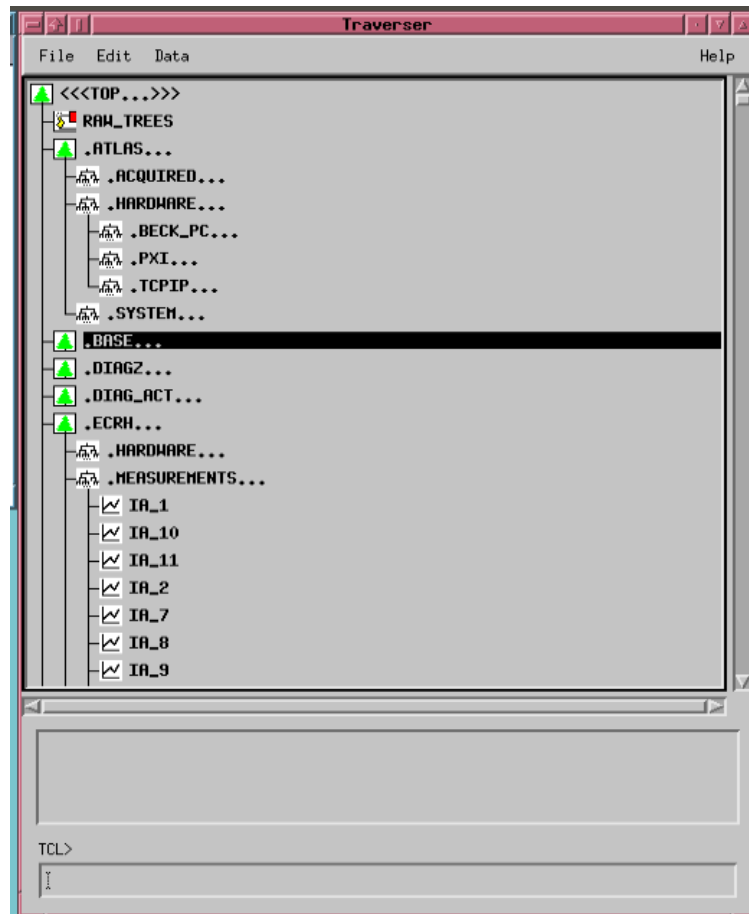 Traverser
File Edit Data Help
<<<TOP...>>>
RAW_TREES
.ATLAS...
.ACQUIRED...
.HARDWARE...
.BECK_PC...
.PXI...
.TCPIP...
.SYSTEM...
.BASE...
.DIAGZ...
.DIAG_ACT...
.ECRH...
.HARDWARE...
.MEASUREMENTS...
IA_1
IA_10
IA_11
IA_2
IA_7
IA_8
IA_9
TCL>